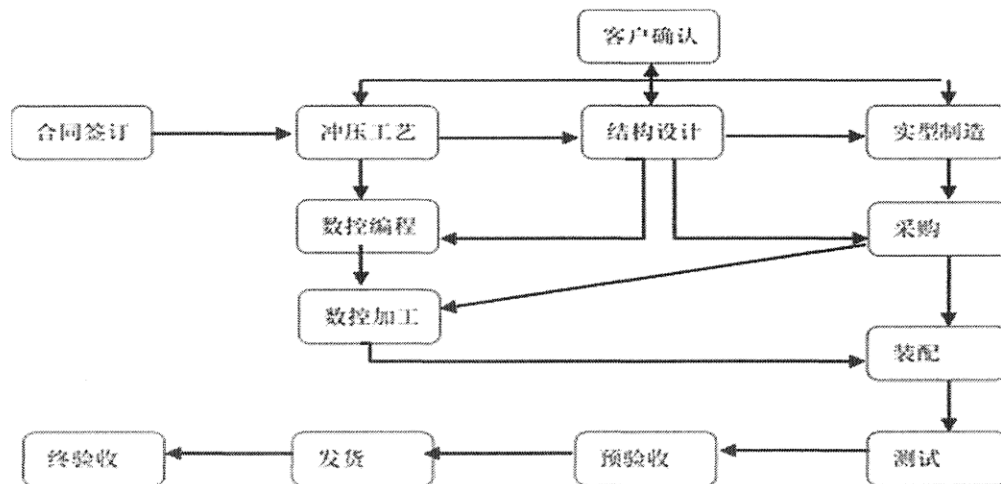 客户确认
合同签订
冲压工艺
结构设计
实型制造
数控编程
采购
数控加工
装配
终验收
发货
预验收
测试